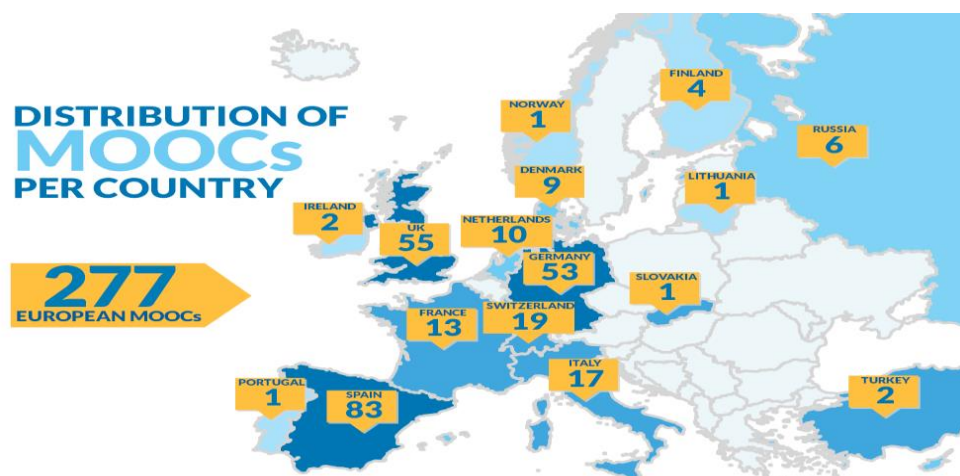 DISTRIBUTION OF
MOOCs
PER COUNTRY
277
EUROPEAN MOOCs
FINLAND
4
NORWAY
1
RUSSIA
6
DENMARK
9
LITHUANIA
1
IRELAND
2
NETHERLANDS
10
UK
55
GERMANY
53
SLOVAKIA
1
FRANCE
13
SWITZERLAND
19
ITALY
17
PORTUGAL
1
SPAIN
83
TURKEY
2